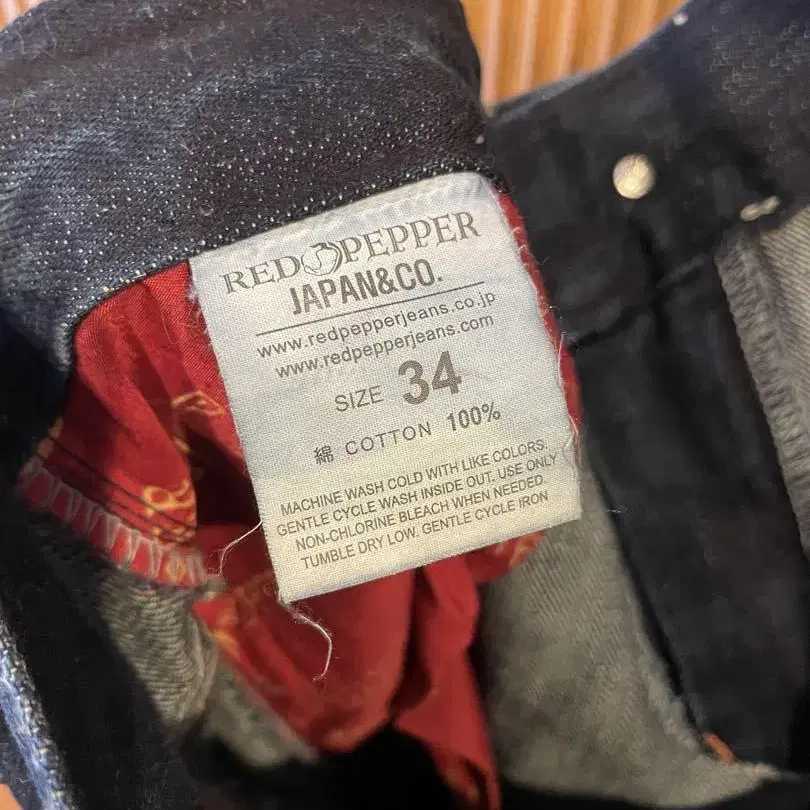 RED PEPPER
JAPAN&CO.
www.redpepperjeans.co.jp
www.redpepperjeans.com
SIZE 34
綿 COTTON 100%
MACHINE WASH COLD WITH LIKE COLORS.
GENTLE CYCLE WASH INSIDE OUT. USE ONLY
NON-CHLORINE BLEACH WHEN NEEDED.
TUMBLE DRY LOW. GENTLE CYCLE IRON